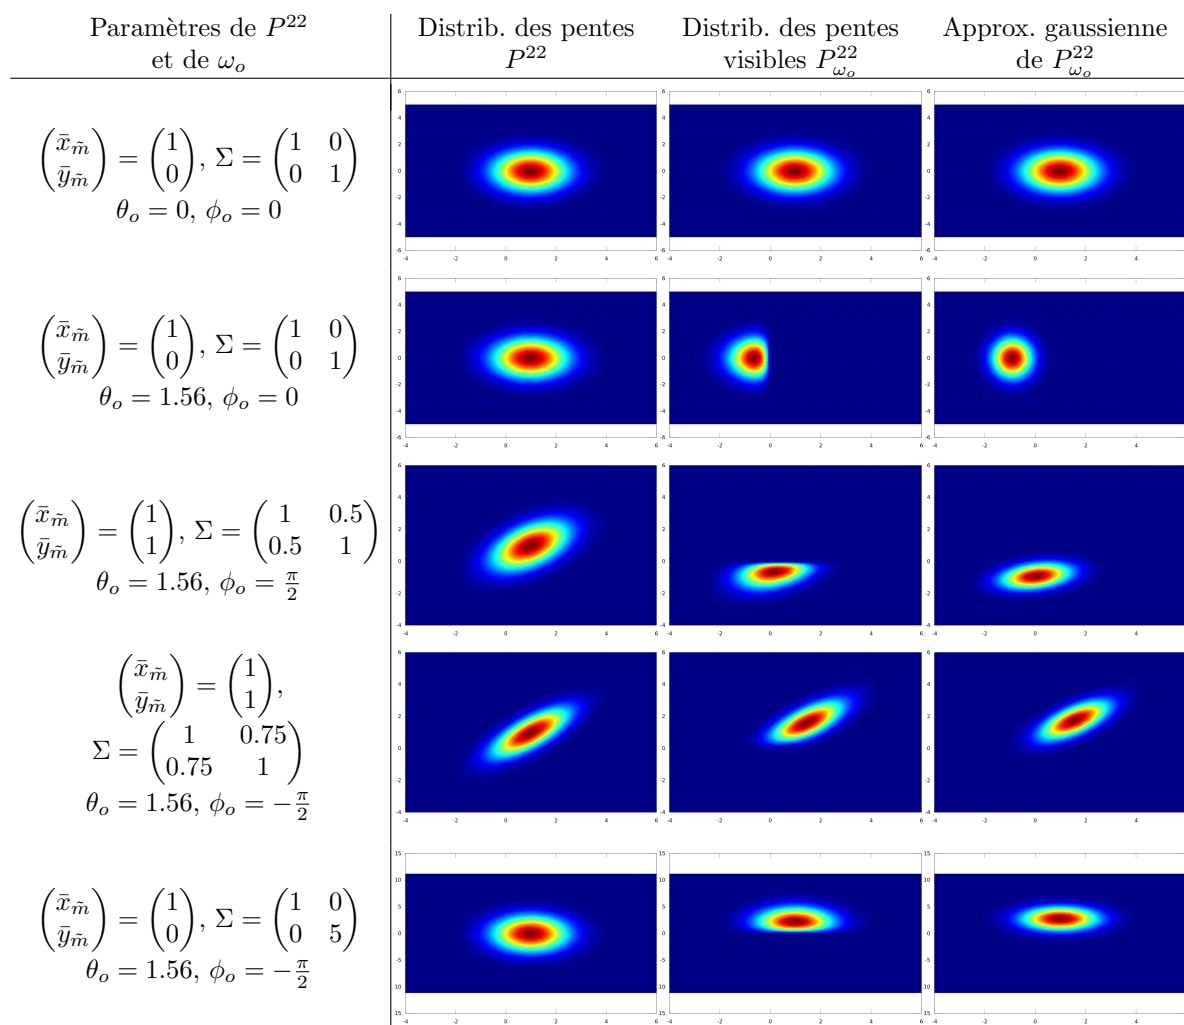 Paramètres de P²² et de ω_o
Distrib. des pentes P²²
Distrib. des pentes visibles P²²_ω_o
Approx. gaussienne de P²²_ω_o
(x̄_m̃ ȳ_m̃) = (1 0), Σ = (1 0 0 1)
θ_o = 0, ϕ_o = 0
(x̄_m̃ ȳ_m̃) = (1 0), Σ = (1 0 0 1)
θ_o = 1.56, ϕ_o = 0
(x̄_m̃ ȳ_m̃) = (1 1), Σ = (1 0.5 0.5 1)
θ_o = 1.56, ϕ_o = π/2
(x̄_m̃ ȳ_m̃) = (1 1),
Σ = (1 0.75 0.75 1)
θ_o = 1.56, ϕ_o = −π/2
(x̄_m̃ ȳ_m̃) = (1 0), Σ = (1 0 0 5)
θ_o = 1.56, ϕ_o = −π/2